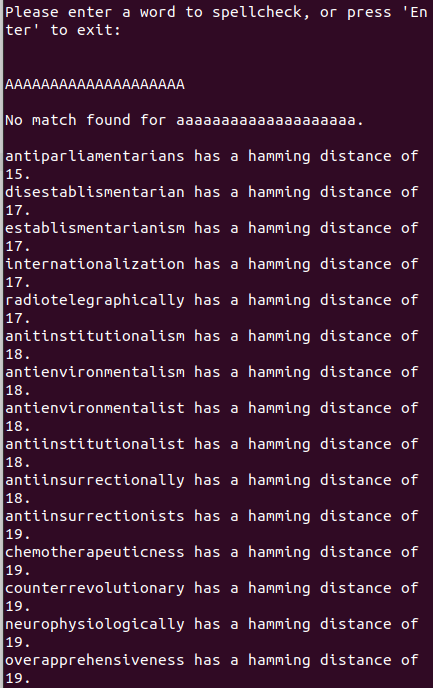 Please enter a word to spellcheck, or press 'En
ter' to exit:
AAAAAAAAAAAAAAAAAAAA
No match found for aaaaaaaaaaaaaaaaaaaa.
antiparliamentarians has a hamming distance of
15.
disestablismentarian has a hamming distance of
17.
establismentarianism has a hamming distance of
17.
internationalization has a hamming distance of
17.
radiotelegraphically has a hamming distance of
17.
anitinstitutionalism has a hamming distance of
18.
antienvironmentalism has a hamming distance of
18.
antienvironmentalist has a hamming distance of
18.
antiinstitutionalist has a hamming distance of
18.
antiinsurrectionally has a hamming distance of
18.
antiinsurrectionists has a hamming distance of
19.
chemotherapeuticness has a hamming distance of
19.
counterrevolutionary has a hamming distance of
19.
neurophysiologically has a hamming distance of
19.
overapprehensiveness has a hamming distance of
19.